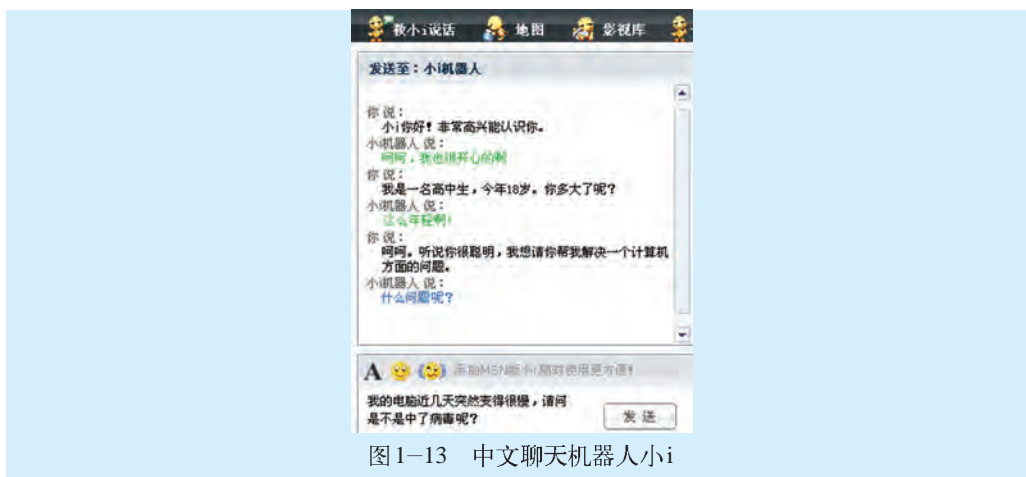 教小i说话 地图 影视库
发送至：小i机器人
你 说：
小i你好！非常高兴能认识你。
小i机器人 说：
呵呵，我也很开心的啊
你 说：
我是一名高中生，今年18岁。你多大了呢？
小i机器人 说：
这么年轻啊！
你 说：
呵呵。听说你很聪明，我想请你帮我解决一个计算机
方面的问题。
小i机器人 说：
什么问题呢？
A 添加MSN版小i,随时使用更方便！
我的电脑近几天突然变得很慢，请问
是不是中了病毒呢？
发 送
图1-13 中文聊天机器人小i